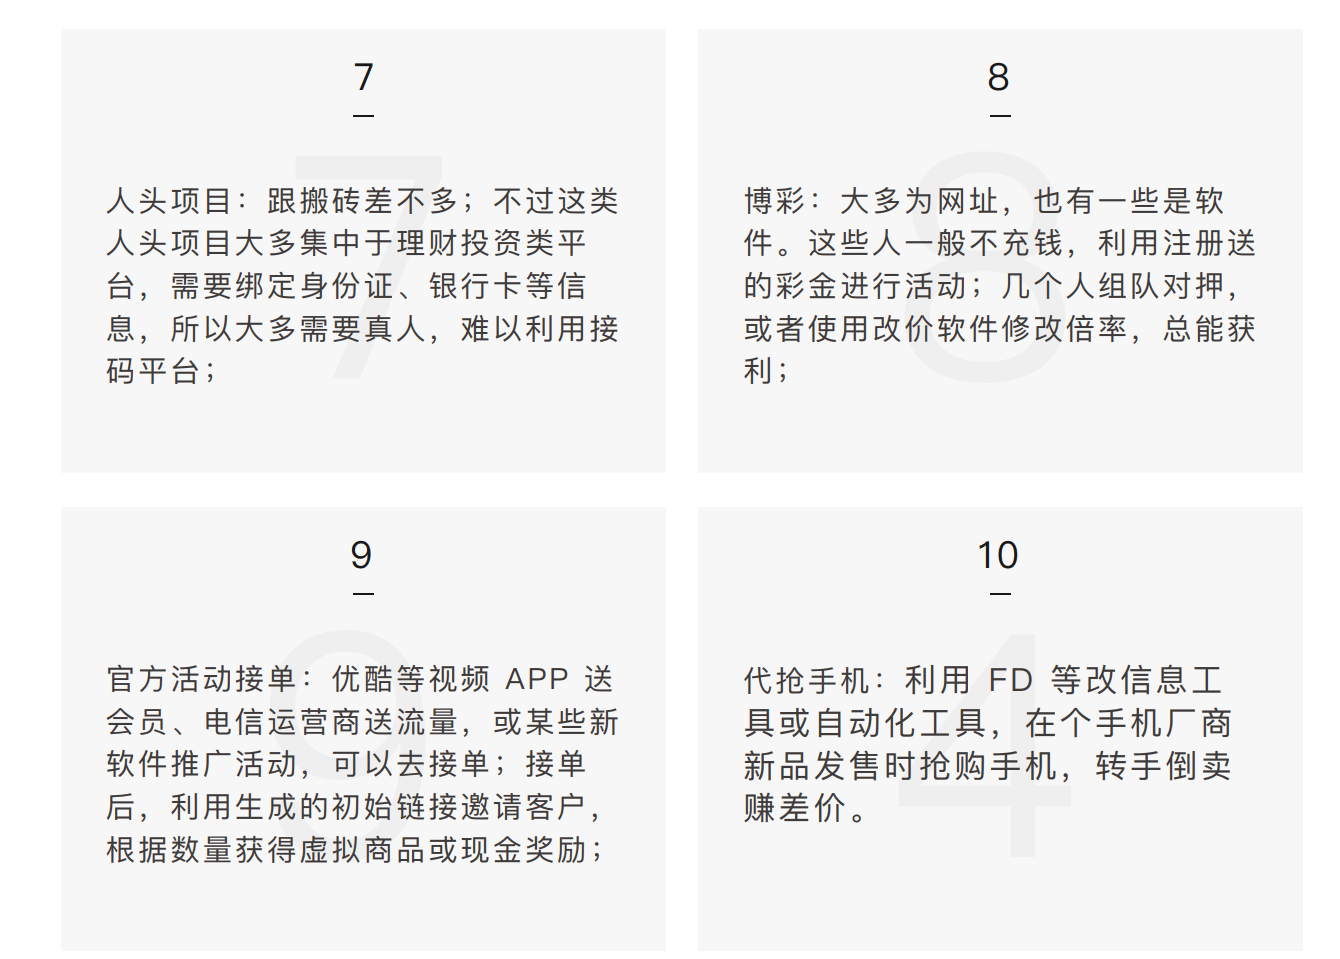 7
7
人头项目：跟搬砖差不多；不过这类
人头项目大多集中于理财投资类平
台，需要绑定身份证、银行卡等信
息，所以大多需要真人，难以利用接
码平台；
8
8
博彩：大多为网址，也有一些是软
件。这些人一般不充钱，利用注册送
的彩金进行活动；几个人组队对押，
或者使用改价软件修改倍率，总能获
利；
9
9
官方活动接单：优酷等视频 APP 送
会员、电信运营商送流量，或某些新
软件推广活动，可以去接单；接单
后，利用生成的初始链接邀请客户，
根据数量获得虚拟商品或现金奖励；
10
4
代抢手机：利用 FD 等改信息工
具或自动化工具，在个手机厂商
新品发售时抢购手机，转手倒卖
赚差价。